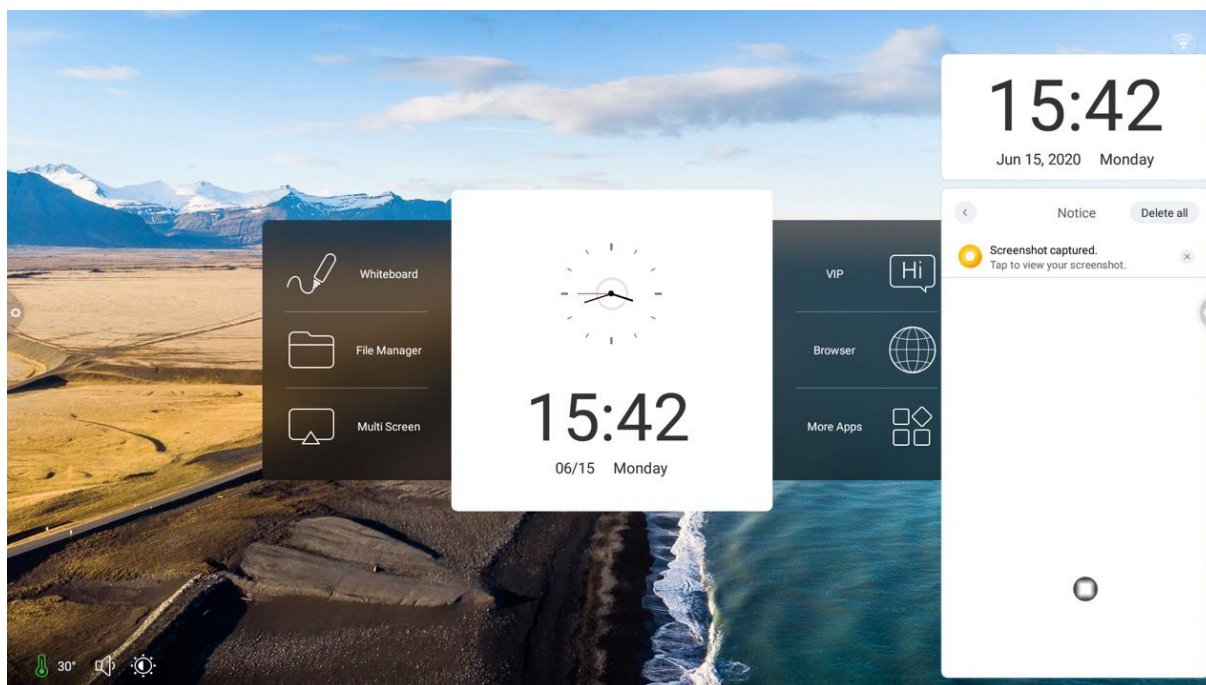 15:42
Jun 15, 2020 Monday
Notice
Delete all
Screenshot captured.
Tap to view your screenshot.
Whiteboard
File Manager
Multi Screen
15:42
06/15 Monday
VIP
Hi
Browser
More Apps
30°